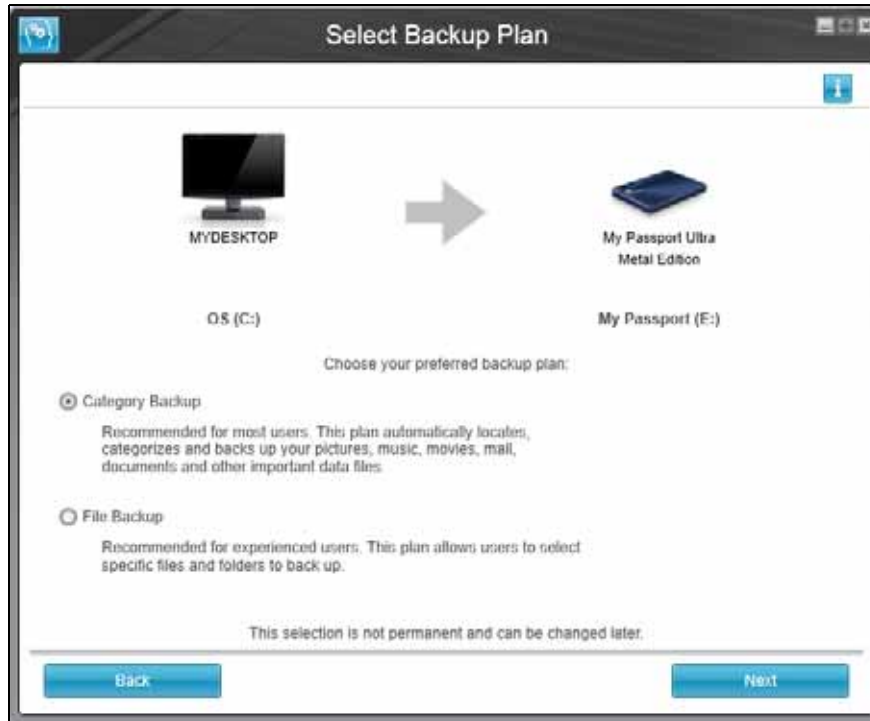 Select Backup Plan
MYDESKTOP
My Passport Ultra
Metal Edition
OS (C:)
My Passport (E:)
Choose your preferred backup plan:
Category Backup
Recommended for most users. This plan automatically locates,
categorizes and backs up your pictures, music, movies, mail,
documents and other important data files
File Backup
Recommended for experienced users. This plan allows users to select
specific files and folders to back up.
This selection is not permanent and can be changed later.
Back
Next